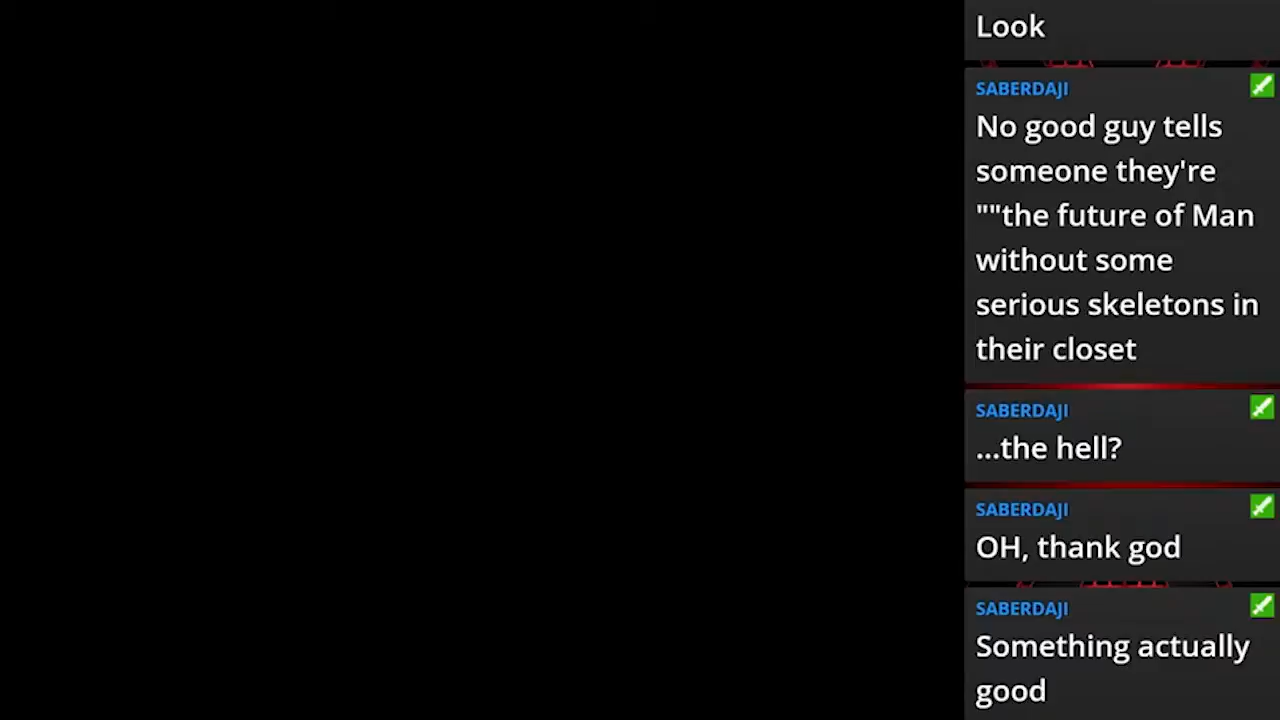 Look
SABERDAJI
No good guy tells
someone they're
""the future of Man
without some
serious skeletons in
their closet
SABERDAJI
...the hell?
SABERDAJI
OH, thank god
SABERDAJI
Something actually
good